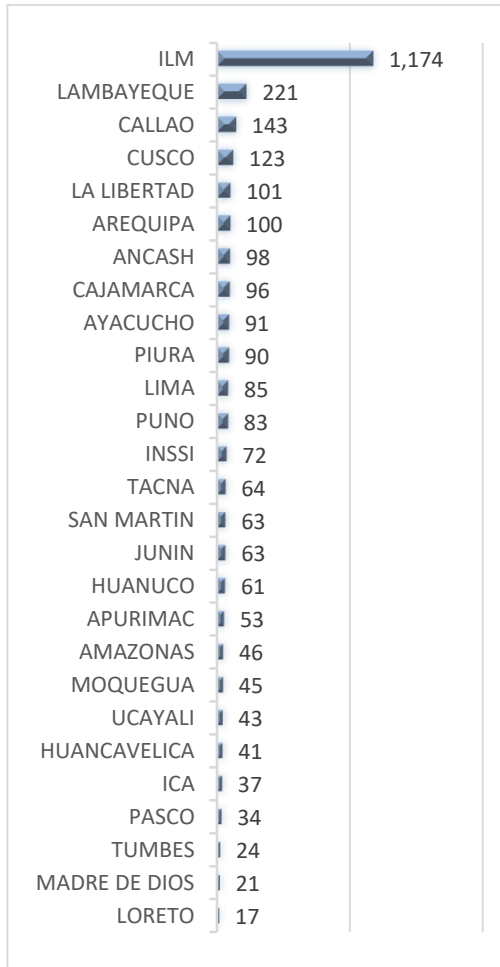 ILM 1,174
LAMBAYEQUE 221
CALLAO 143
CUSCO 123
LA LIBERTAD 101
AREQUIPA 100
ANCASH 98
CAJAMARCA 96
AYACUCHO 91
PIURA 90
LIMA 85
PUNO 83
INSSI 72
TACNA 64
SAN MARTIN 63
JUNIN 63
HUANUCO 61
APURIMAC 53
AMAZONAS 46
MOQUEGUA 45
UCAYALI 43
HUANCAVELICA 41
ICA 37
PASCO 34
TUMBES 24
MADRE DE DIOS 21
LORETO 17